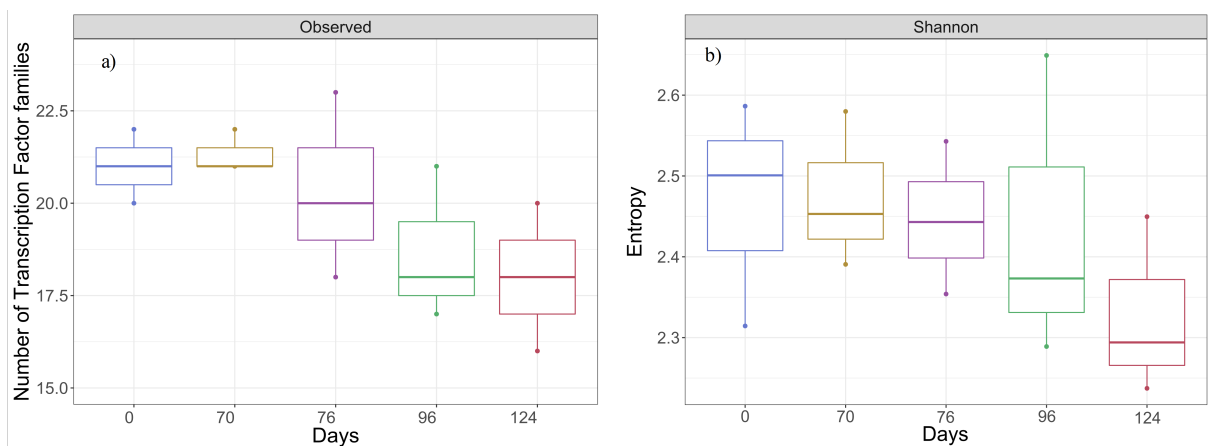 Observed
a)
Number of Transcription Factor families
22.5
20.0
17.5
15.0
0 70 76 96 124
Days
Shannon
b)
Entropy
2.6
2.5
2.4
2.3
0 70 76 96 124
Days